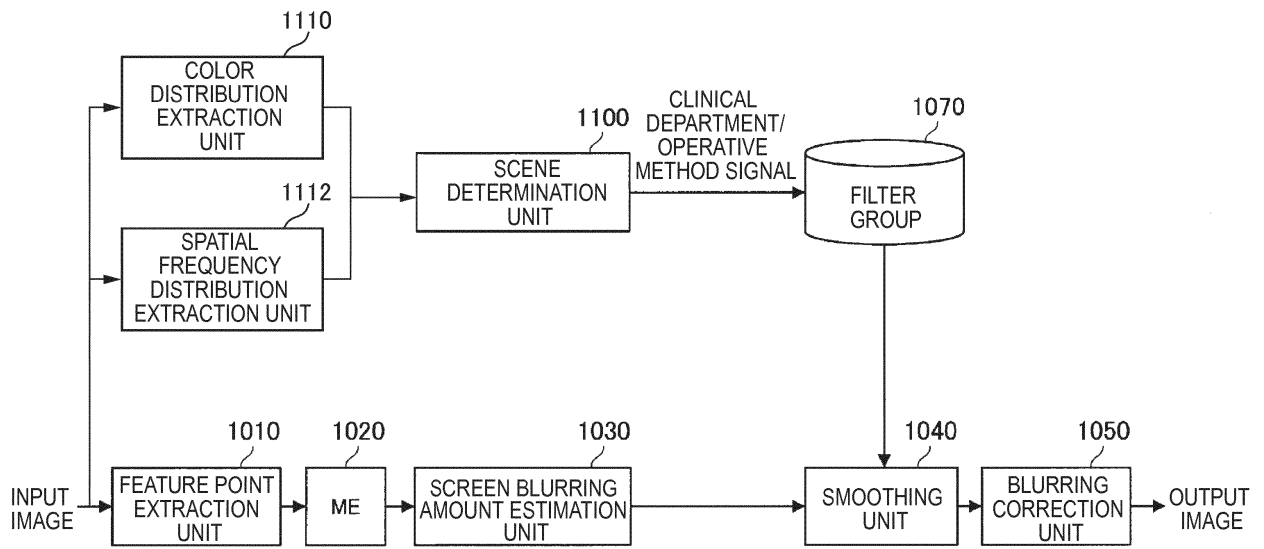 1110
COLOR
DISTRIBUTION
EXTRACTION
UNIT
1112
SPATIAL
FREQUENCY
DISTRIBUTION
EXTRACTION UNIT
1100
SCENE
DETERMINATION
UNIT
CLINICAL
DEPARTMENT/
OPERATIVE
METHOD SIGNAL
1070
FILTER
GROUP
INPUT
IMAGE
1010
FEATURE POINT
EXTRACTION
UNIT
1020
ME
1030
SCREEN BLURRING
AMOUNT ESTIMATION
UNIT
1040
SMOOTHING
UNIT
1050
BLURRING
CORRECTION
UNIT
OUTPUT
IMAGE